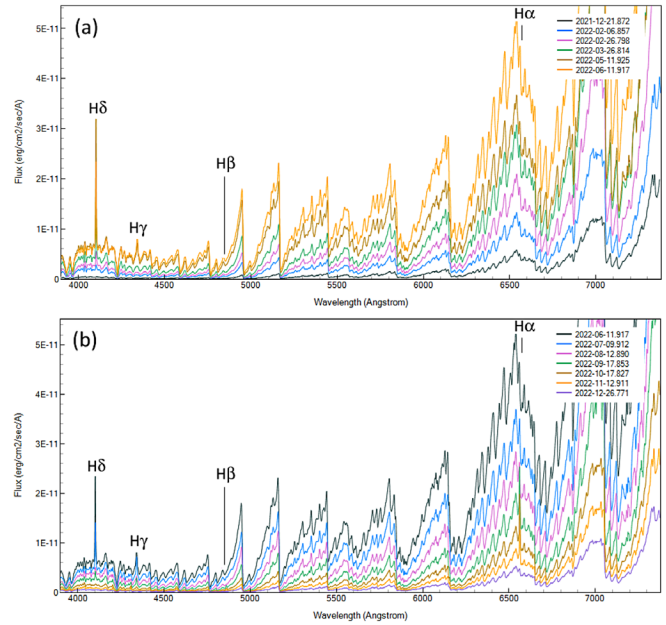 (a)
Hα
2021-12-21.872
2022-02-06.857
2022-02-26.798
2022-03-26.814
2022-05-11.925
2022-06-11.917
5E-11
4E-11
3E-11
2E-11
1E-11
0
Flux (erg/cm2/sec/A)
Hδ
Hγ
Hβ
4000 4500 5000 5500 6000 6500 7000
Wavelength (Angstrom)
(b)
Hα
2022-06-11.917
2022-07-09.912
2022-08-12.890
2022-09-17.853
2022-10-17.827
2022-11-12.911
2022-12-26.771
5E-11
4E-11
3E-11
2E-11
1E-11
0
Flux (erg/cm2/sec/A)
Hδ
Hγ
Hβ
4000 4500 5000 5500 6000 6500 7000
Wavelength (Angstrom)